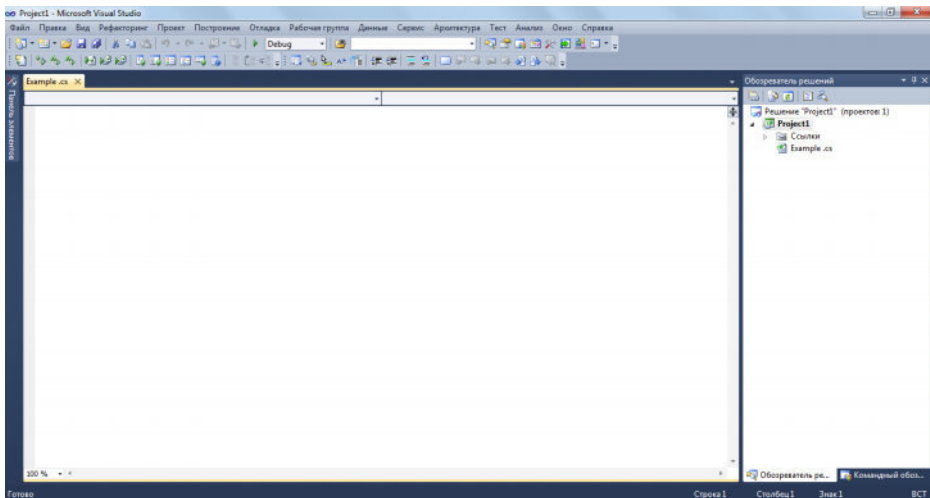 Project1 - Microsoft Visual Studio
Файл Правка Вид Рефакторинг Проект Построение Отладка Рабочая группа Данные Сервис Архитектура Тест Анализ Окно Справка
Debug
Панель элементов
Example.cs
Обозреватель решений
Решение "Project1" (проектов: 1)
Project1
Ссылки
Example.cs
100 %
Обозреватель ре... Командный обоз...
Готово Строка 1 Столбец 1 Знак 1 ВСТ